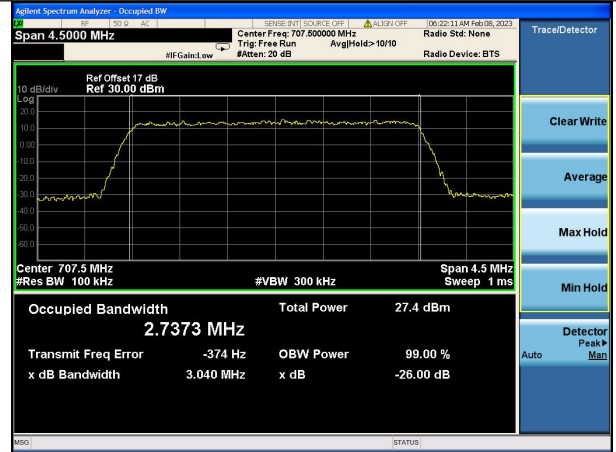 Agilent Spectrum Analyzer - Occupied BW
LXI RF 50 Ω AC SENSE:INT SOURCE OFF ALIGN OFF 06:22:11 AM Feb 08, 2023
Span 4.5000 MHz Center Freq: 707.500000 MHz Radio Std: None Trace/Detector
Trig: Free Run Avg|Hold:> 10/10
#IFGain:Low #Atten: 20 dB Radio Device: BTS
Ref Offset 17 dB
10 dB/div Ref 30.00 dBm
Log
20.0
10.0
0.00
-10.0
-20.0
-30.0
-40.0
-50.0
-60.0
Clear Write
Average
Max Hold
Min Hold
Detector
Peak▶
Auto Man
Center 707.5 MHz Span 4.5 MHz
#Res BW 100 kHz #VBW 300 kHz Sweep 1 ms
Occupied Bandwidth Total Power 27.4 dBm
2.7373 MHz
Transmit Freq Error -374 Hz OBW Power 99.00 %
x dB Bandwidth 3.040 MHz x dB -26.00 dB
MSG STATUS